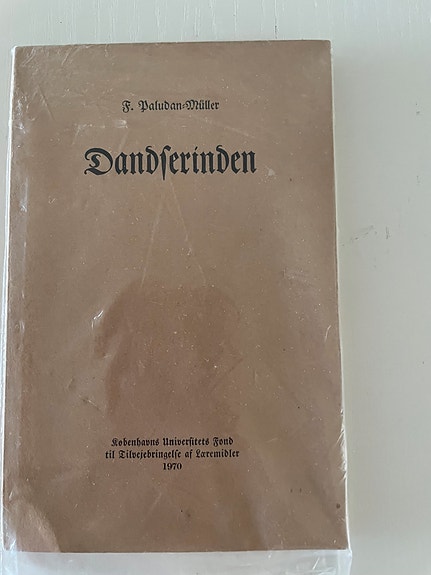 F. Paludan=Müller
Dandserinden
Københavns Universitets Fond
til Tilvejebringelse af Læremidler
1970